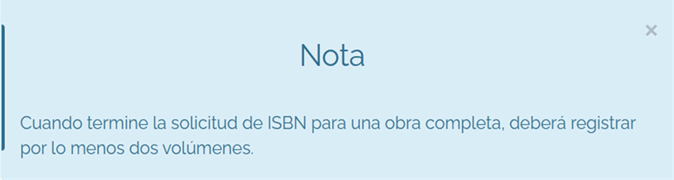 Nota
Cuando termine la solicitud de ISBN para una obra completa, deberá registrar
por lo menos dos volúmenes.